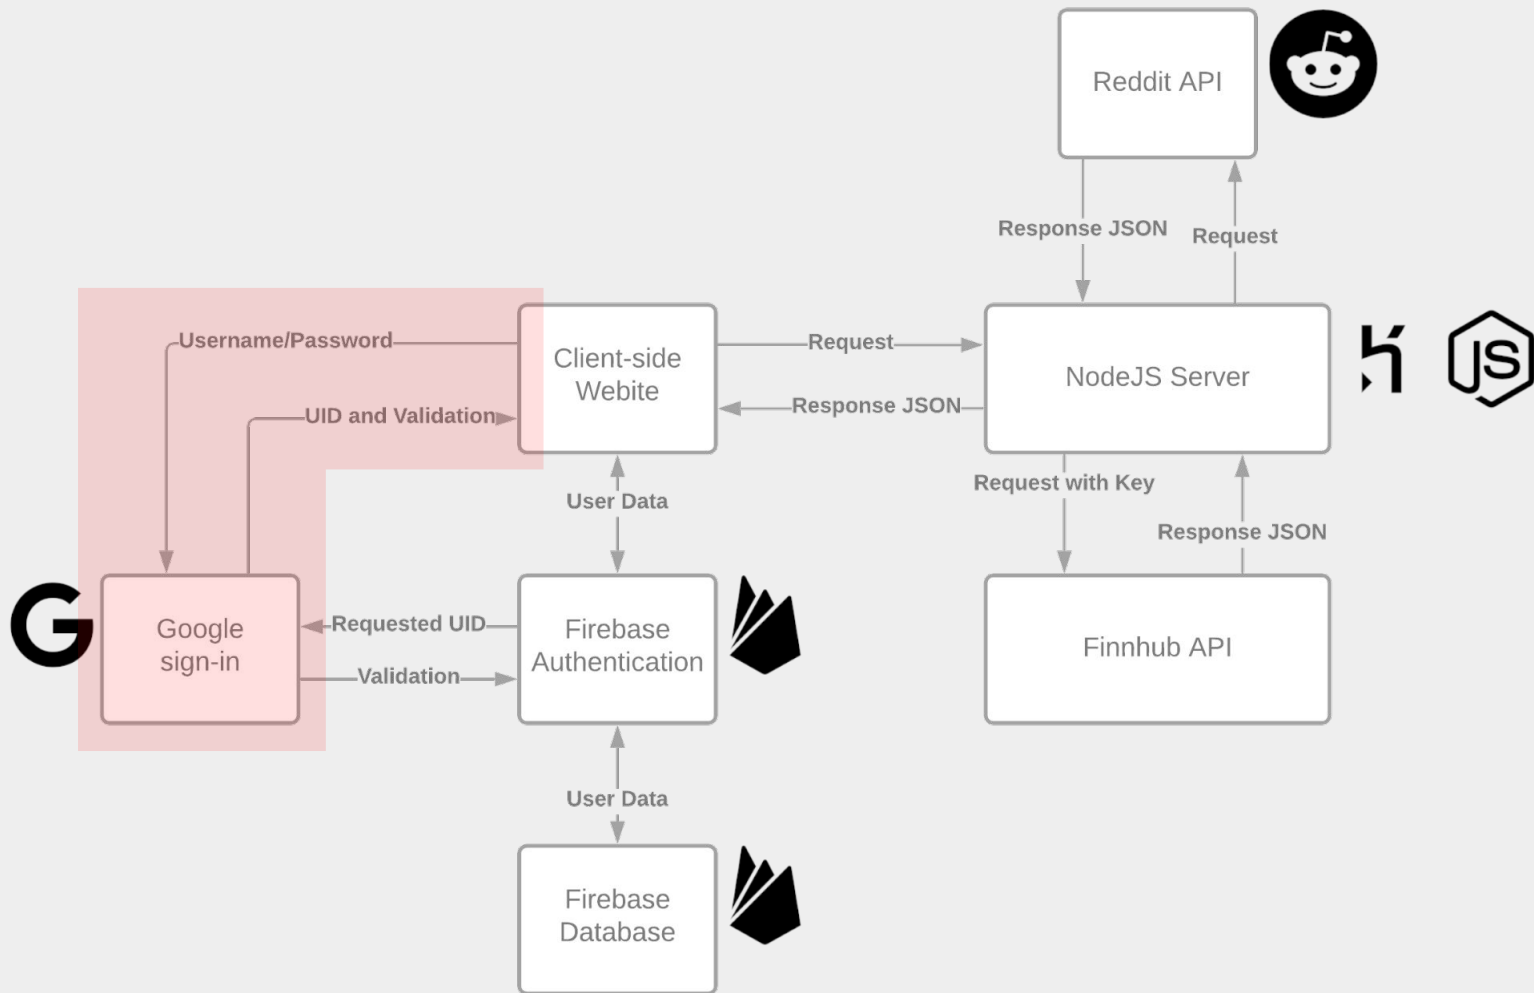 Reddit API
Response JSON
Request
Username/Password
Client-side
Webite
Request
NodeJS Server
JS
UID and Validation
Response JSON
User Data
Request with Key
Response JSON
G
Google
sign-in
Requested UID
Validation
Firebase
Authentication
Finnhub API
User Data
Firebase
Database